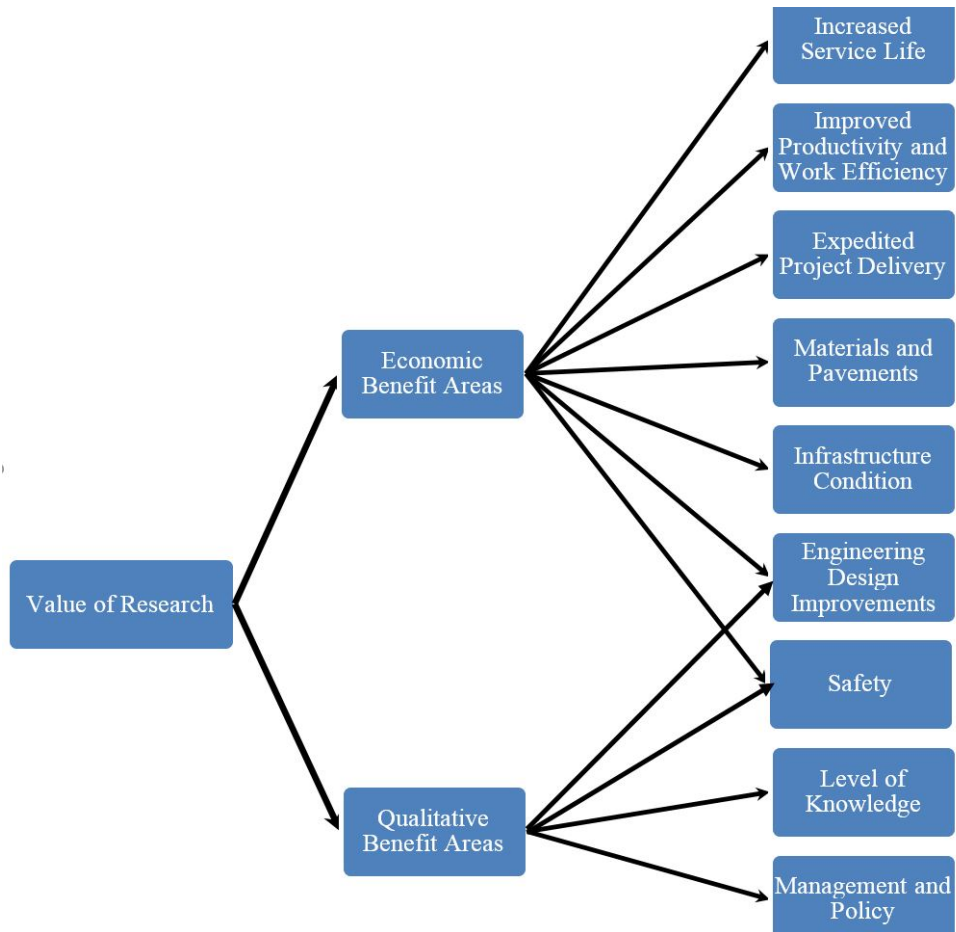 Increased
Service Life
Improved
Productivity and
Work Efficiency
Expedited
Project Delivery
Economic
Benefit Areas
Materials and
Pavements
Infrastructure
Condition
Value of Research
Engineering
Design
Improvements
Safety
Qualitative
Benefit Areas
Level of
Knowledge
Management and
Policy